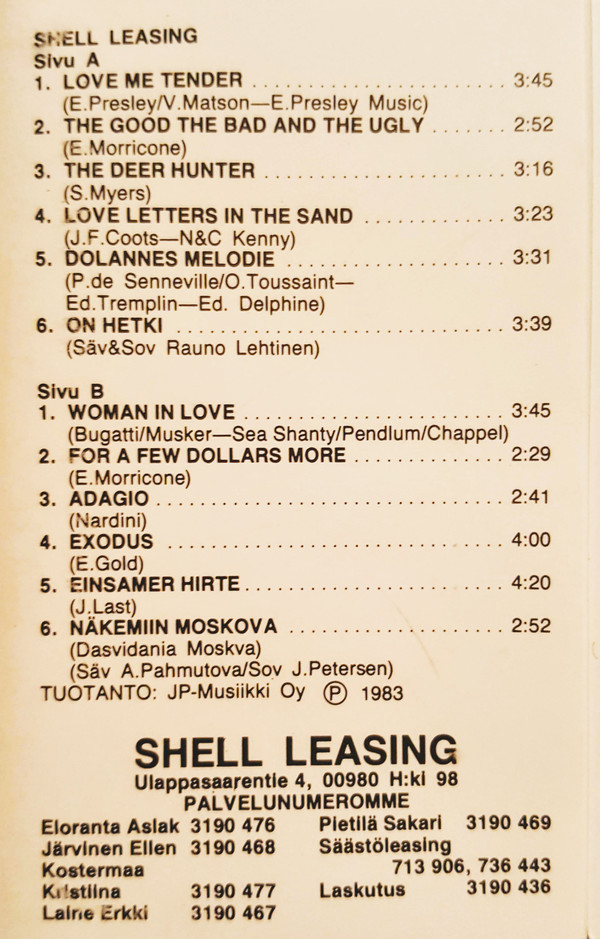 SHELL LEASING
Sivu A
1. LOVE ME TENDER ........................ 3:45
(E.Presley/V.Matson—E.Presley Music)
2. THE GOOD THE BAD AND THE UGLY ....... 2:52
(E.Morricone)
3. THE DEER HUNTER ....................... 3:16
(S.Myers)
4. LOVE LETTERS IN THE SAND ............. 3:23
(J.F.Coots—N&C Kenny)
5. DOLANNES MELODIE .................... 3:31
(P.de Senneville/O.Toussaint—
Ed.Tremplin—Ed. Delphine)
6. ON HETKI ............................... 3:39
(Säv&Sov Rauno Lehtinen)
Sivu B
1. WOMAN IN LOVE ........................ 3:45
(Bugatti/Musker—Sea Shanty/Pendlum/Chappel)
2. FOR A FEW DOLLARS MORE .............. 2:29
(E.Morricone)
3. ADAGIO ................................. 2:41
(Nardini)
4. EXODUS ................................ 4:00
(E.Gold)
5. EINSAMER HIRTE ........................ 4:20
(J.Last)
6. NÄKEMIIN MOSKOVA .................... 2:52
(Dasvidania Moskva)
(Säv A.Pahmutova/Sov J.Petersen)
TUOTANTO: JP-Musiikki Oy Ⓟ 1983
SHELL LEASING
Ulappasaarentie 4, 00980 H:ki 98
PALVELUNUMEROMME
Eloranta Aslak 3190 476 Pietilä Sakari 3190 469
Järvinen Ellen 3190 468 Säästöleasing
Kostermaa 713 906, 736 443
Kristiina 3190 477 Laskutus 3190 436
Laine Erkki 3190 467